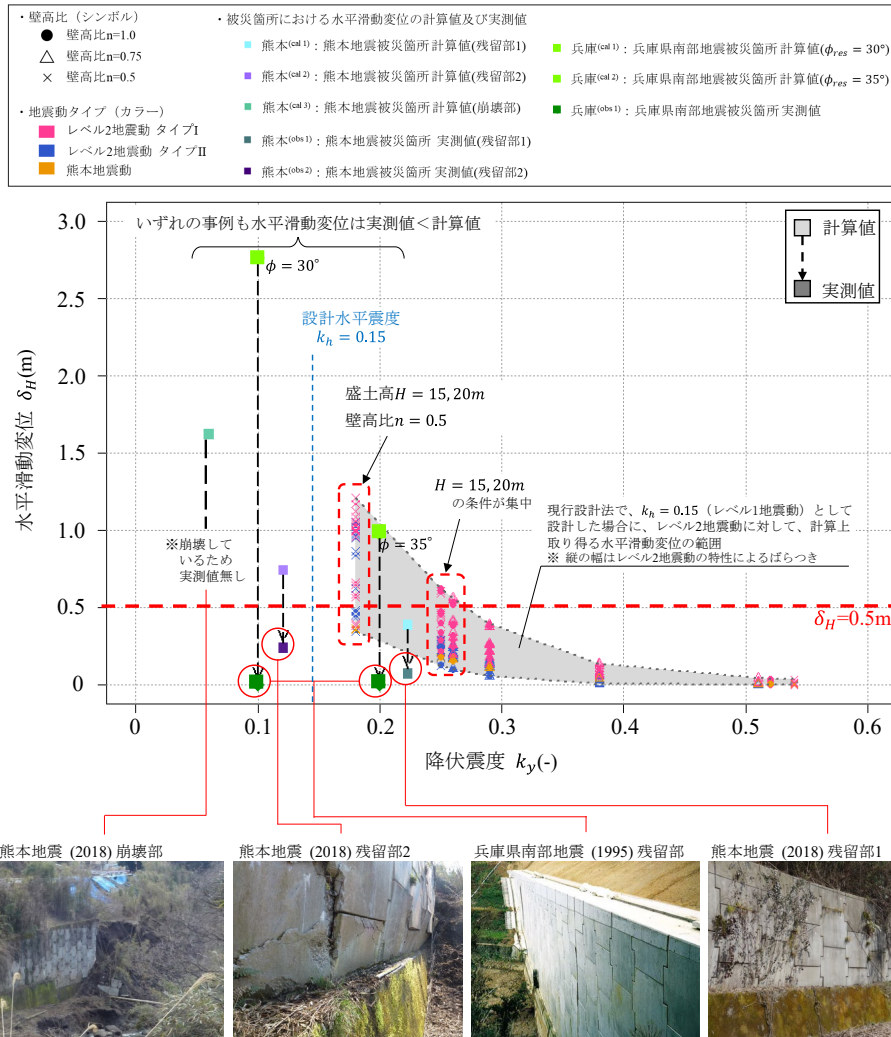 ・壁高比（シンボル）
壁高比n=1.0
壁高比n=0.75
壁高比n=0.5
・地震動タイプ（カラー）
レベル2地震動 タイプI
レベル2地震動 タイプII
熊本地震動
・被災箇所における水平滑動変位の計算値及び実測値
熊本(cal 1)：熊本地震被災箇所 計算値(残留部1)
熊本(cal 2)：熊本地震被災箇所 計算値(残留部2)
熊本(cal 3)：熊本地震被災箇所 計算値(崩壊部)
熊本(obs 1)：熊本地震被災箇所 実測値(残留部1)
熊本(obs 2)：熊本地震被災箇所 実測値(残留部2)
兵庫(cal 1)：兵庫県南部地震被災箇所 計算値(ϕres = 30°)
兵庫(cal 2)：兵庫県南部地震被災箇所 計算値(ϕres = 35°)
兵庫(obs 1)：兵庫県南部地震被災箇所 実測値
いずれの事例も水平滑動変位は実測値＜計算値
ϕ = 30°
計算値
実測値
設計水平震度
kh = 0.15
盛土高H = 15, 20m
壁高比n = 0.5
H = 15, 20m
の条件が集中
現行設計法で、kh = 0.15（レベル1地震動）として
設計した場合に、レベル2地震動に対して、計算上
取り得る水平滑動変位の範囲
※ 縦の幅はレベル2地震動の特性によるばらつき
※崩壊して
いるため
実測値無し
ϕ = 35°
δH=0.5m
水平滑動変位 δH(m)
3.0
2.5
2.0
1.5
1.0
0.5
0
0 0.1 0.2 0.3 0.4 0.5 0.6
降伏震度 ky(-)
熊本地震 (2018) 崩壊部
熊本地震 (2018) 残留部2
兵庫県南部地震 (1995) 残留部
熊本地震 (2018) 残留部1